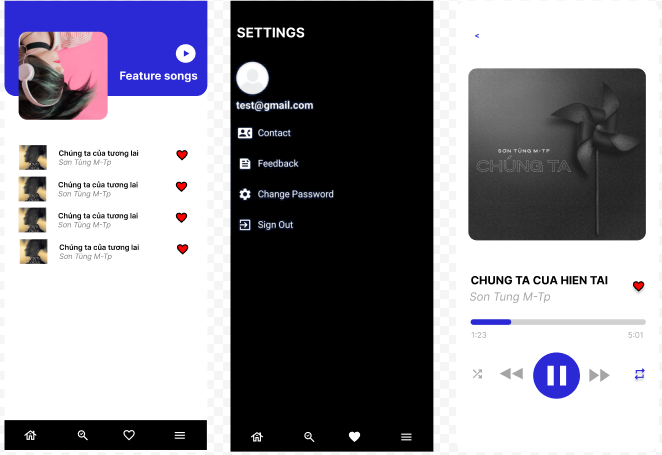 Feature songs
Chúng ta của tương lai
Sơn Tùng M-Tp
Chúng ta của tương lai
Sơn Tùng M-Tp
Chúng ta của tương lai
Sơn Tùng M-Tp
Chúng ta của tương lai
Sơn Tùng M-Tp
SETTINGS
test@gmail.com
Contact
Feedback
Change Password
Sign Out
<
SƠN TÙNG M-TP
CHÚNG TA
CHUNG TA CUA HIEN TAI
Son Tung M-Tp
1:23 5:01